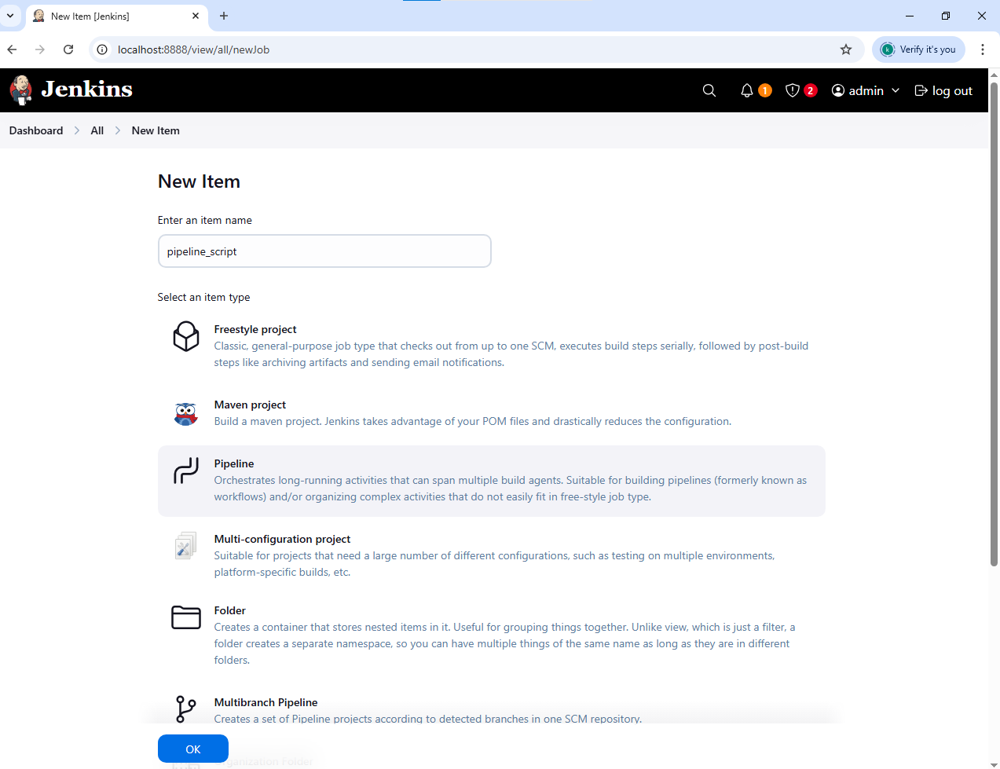 New Item [Jenkins]
localhost:8888/view/all/newJob
k
Verify it's you
Jenkins
1
2
admin
log out
Dashboard
All
New Item
New Item
Enter an item name
pipeline_script
Select an item type
Freestyle project
Classic, general-purpose job type that checks out from up to one SCM, executes build steps serially, followed by post-build
steps like archiving artifacts and sending email notifications.
Maven project
Build a maven project. Jenkins takes advantage of your POM files and drastically reduces the configuration.
Pipeline
Orchestrates long-running activities that can span multiple build agents. Suitable for building pipelines (formerly known as
workflows) and/or organizing complex activities that do not easily fit in free-style job type.
Multi-configuration project
Suitable for projects that need a large number of different configurations, such as testing on multiple environments,
platform-specific builds, etc.
Folder
Creates a container that stores nested items in it. Useful for grouping things together. Unlike view, which is just a filter, a
folder creates a separate namespace, so you can have multiple things of the same name as long as they are in different
folders.
Multibranch Pipeline
Creates a set of Pipeline projects according to detected branches in one SCM repository.
OK
Organization Folder